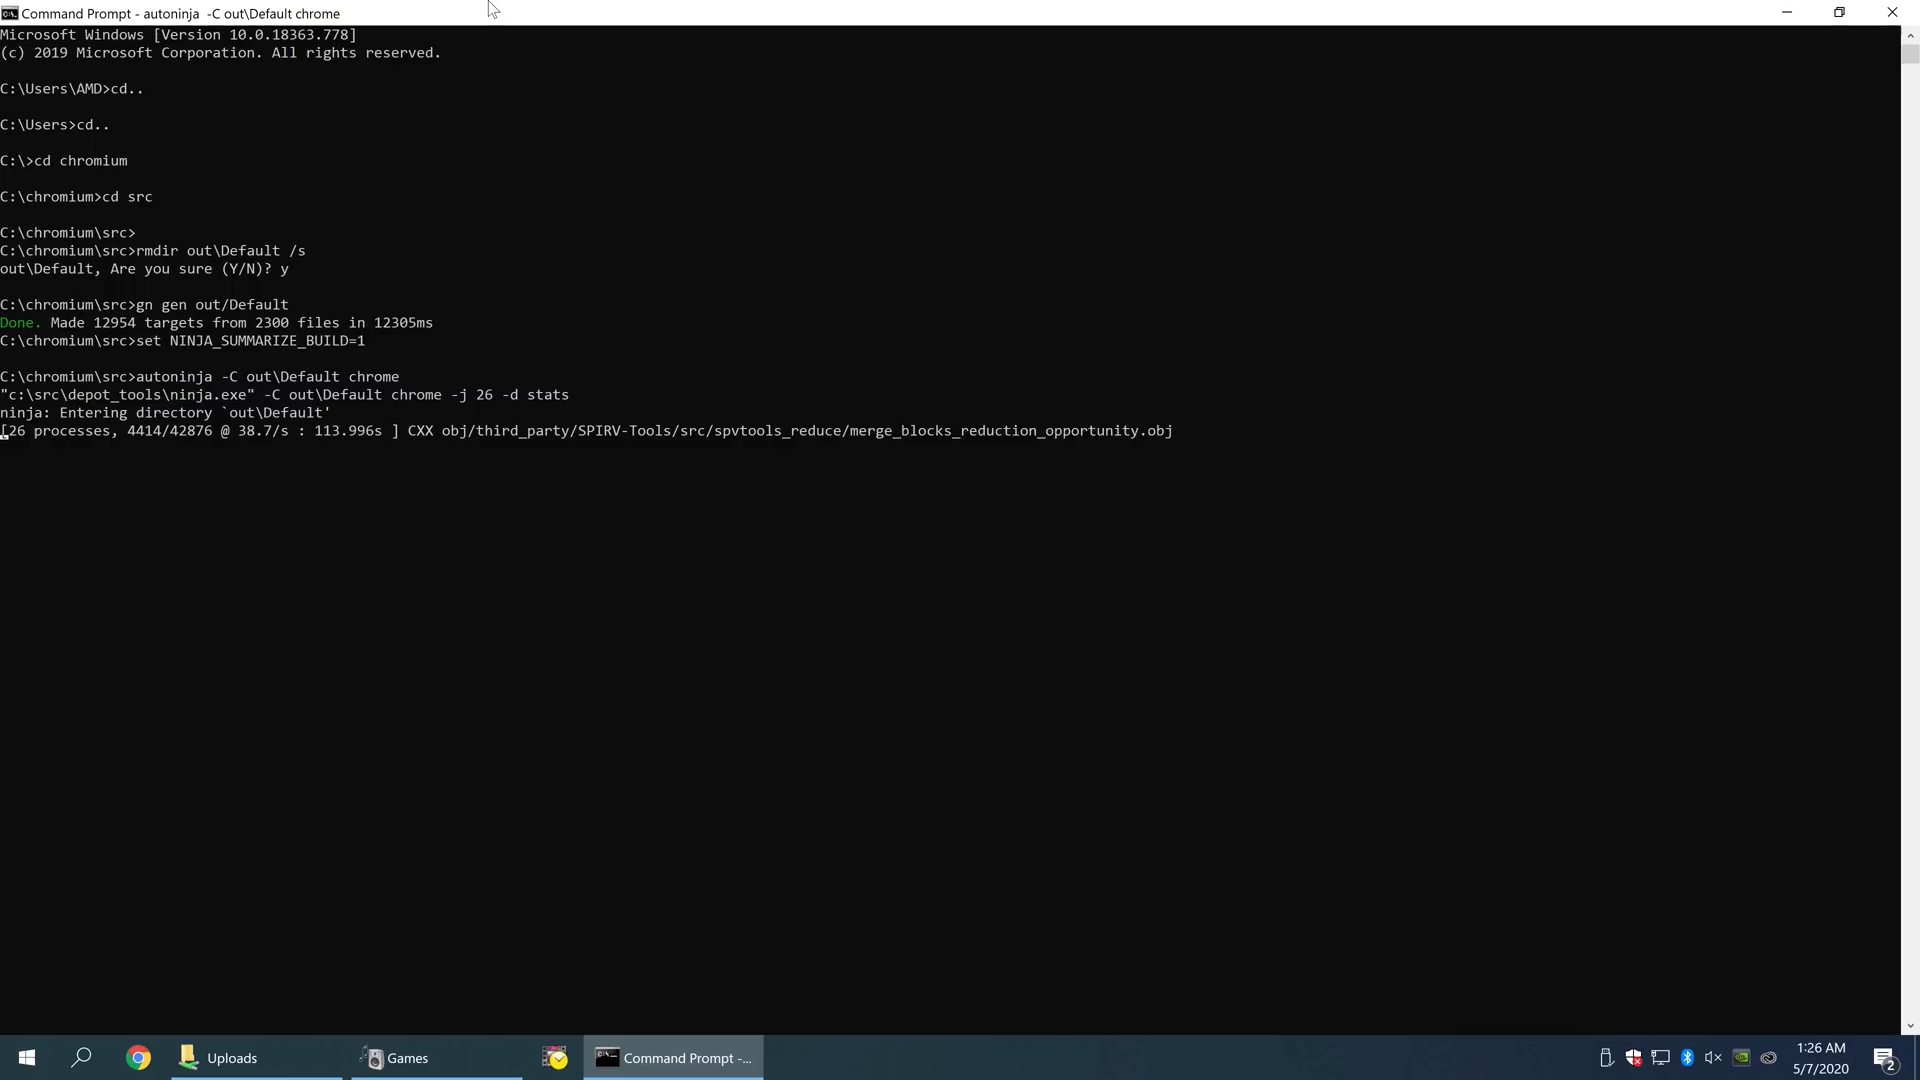 Command Prompt - autoninja  -C out\Default chrome
Microsoft Windows [Version 10.0.18363.778]
(c) 2019 Microsoft Corporation. All rights reserved.
C:\Users\AMD>cd..
C:\Users>cd..
C:\>cd chromium
C:\chromium>cd src
C:\chromium\src>
C:\chromium\src>rmdir out\Default /s
out\Default, Are you sure (Y/N)? y
C:\chromium\src>gn gen out/Default
Done. Made 12954 targets from 2300 files in 12305ms
C:\chromium\src>set NINJA_SUMMARIZE_BUILD=1
C:\chromium\src>autoninja -C out\Default chrome
"c:\src\depot_tools\ninja.exe" -C out\Default chrome -j 26 -d stats
ninja: Entering directory `out\Default'
[26 processes, 4414/42876 @ 38.7/s : 113.996s ] CXX obj/third_party/SPIRV-Tools/src/spvtools_reduce/merge_blocks_reduction_opportunity.obj
Uploads
Games
Command Prompt -...
1:26 AM
5/7/2020
2